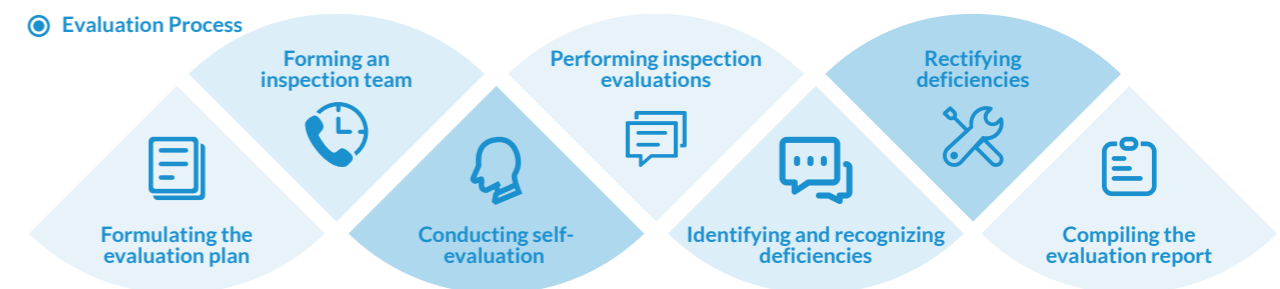 Evaluation Process
Formulating the
evaluation plan
Forming an
inspection team
Conducting self-
evaluation
Performing inspection
evaluations
Identifying and recognizing
deficiencies
Rectifying
deficiencies
Compiling the
evaluation report